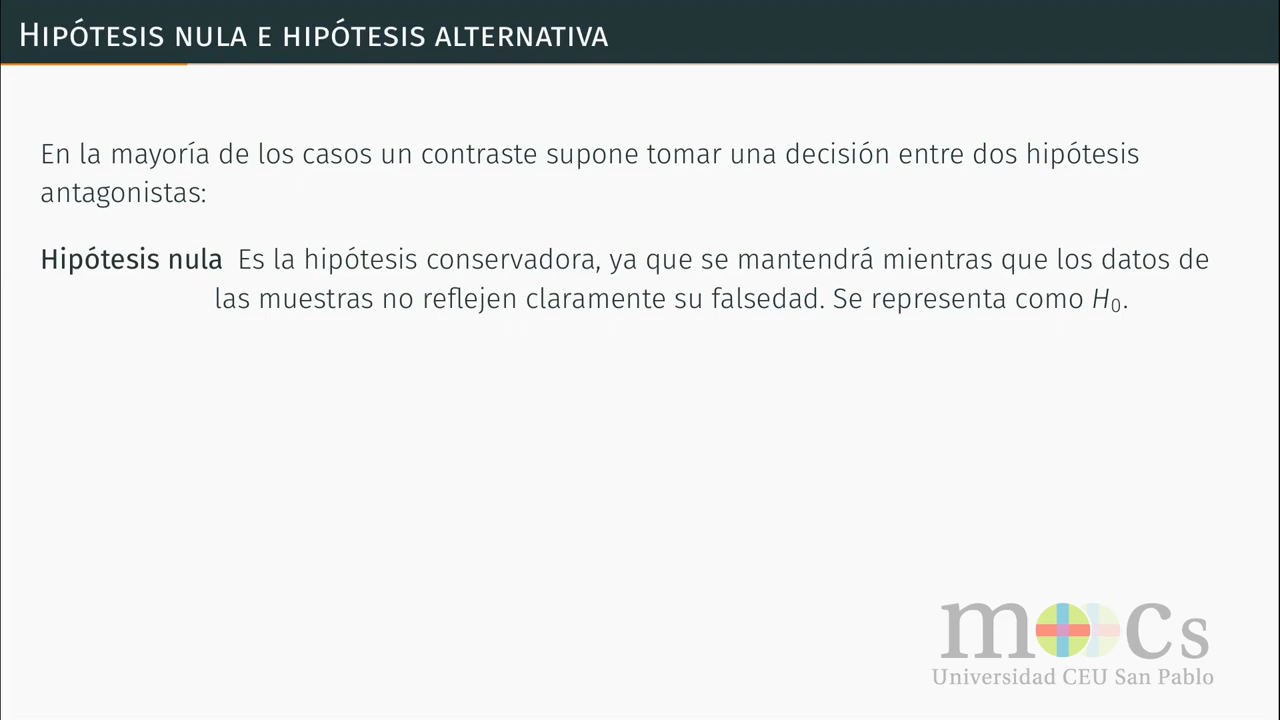 Hipótesis nula e hipótesis alternativa
En la mayoría de los casos un contraste supone tomar una decisión entre dos hipótesis
antagonistas:
Hipótesis nula Es la hipótesis conservadora, ya que se mantendrá mientras que los datos de
las muestras no reflejen claramente su falsedad. Se representa como H₀.
moocs
Universidad CEU San Pablo